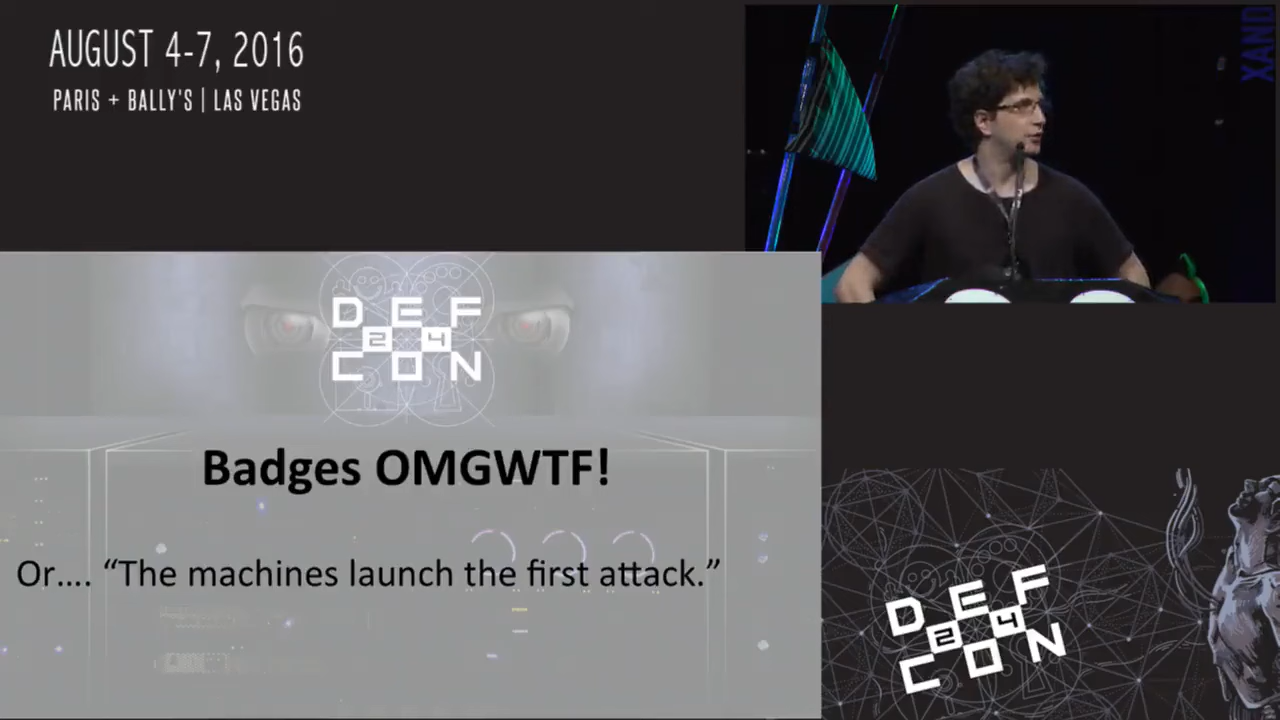 AUGUST 4-7, 2016
PARIS + BALLY'S | LAS VEGAS
XAND
DEF
24
CON
Badges OMGWTF!
Or.... “The machines launch the first attack.”
DEF
24
CON